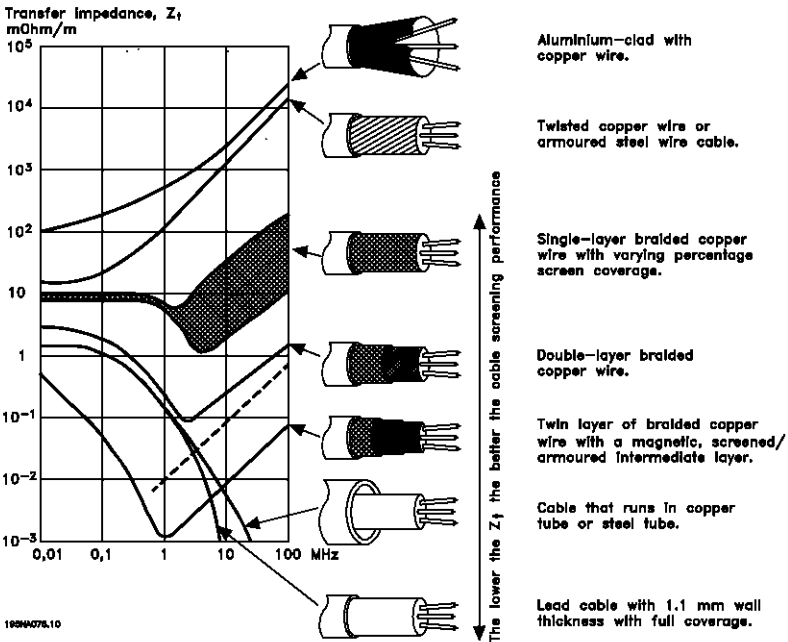 Transfer impedance, Zt
mOhm/m
10⁵
10⁴
10³
10²
10
1
10⁻¹
10⁻²
10⁻³
0,01 0,1 1 10 100 MHz
Aluminium-clad with
copper wire.
Twisted copper wire or
armoured steel wire cable.
Single-layer braided copper
wire with varying percentage
screen coverage.
Double-layer braided
copper wire.
Twin layer of braided copper
wire with a magnetic, screened/
armoured intermediate layer.
Cable that runs in copper
tube or steel tube.
Lead cable with 1.1 mm wall
thickness with full coverage.
The lower the Zt the better the cable screening performance
195NA076.10